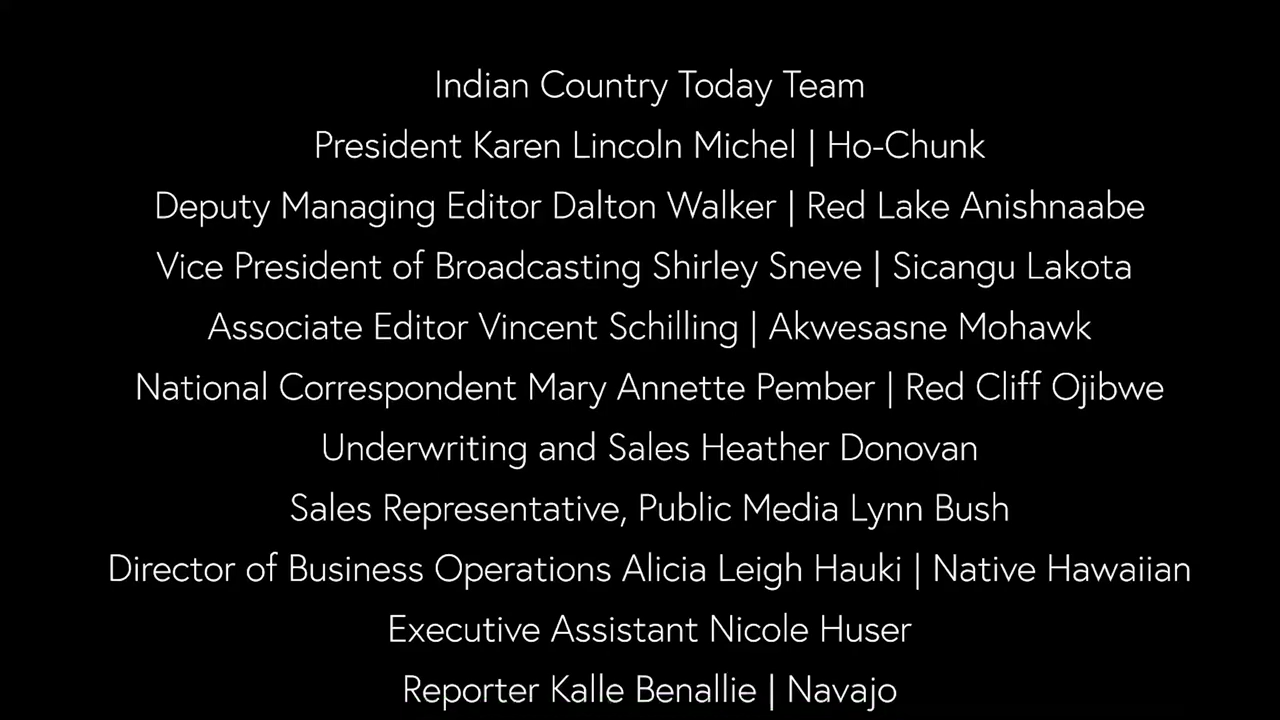 Indian Country Today Team
President Karen Lincoln Michel | Ho-Chunk
Deputy Managing Editor Dalton Walker | Red Lake Anishnaabe
Vice President of Broadcasting Shirley Sneve | Sicangu Lakota
Associate Editor Vincent Schilling | Akwesasne Mohawk
National Correspondent Mary Annette Pember | Red Cliff Ojibwe
Underwriting and Sales Heather Donovan
Sales Representative, Public Media Lynn Bush
Director of Business Operations Alicia Leigh Hauki | Native Hawaiian
Executive Assistant Nicole Huser
Reporter Kalle Benallie | Navajo